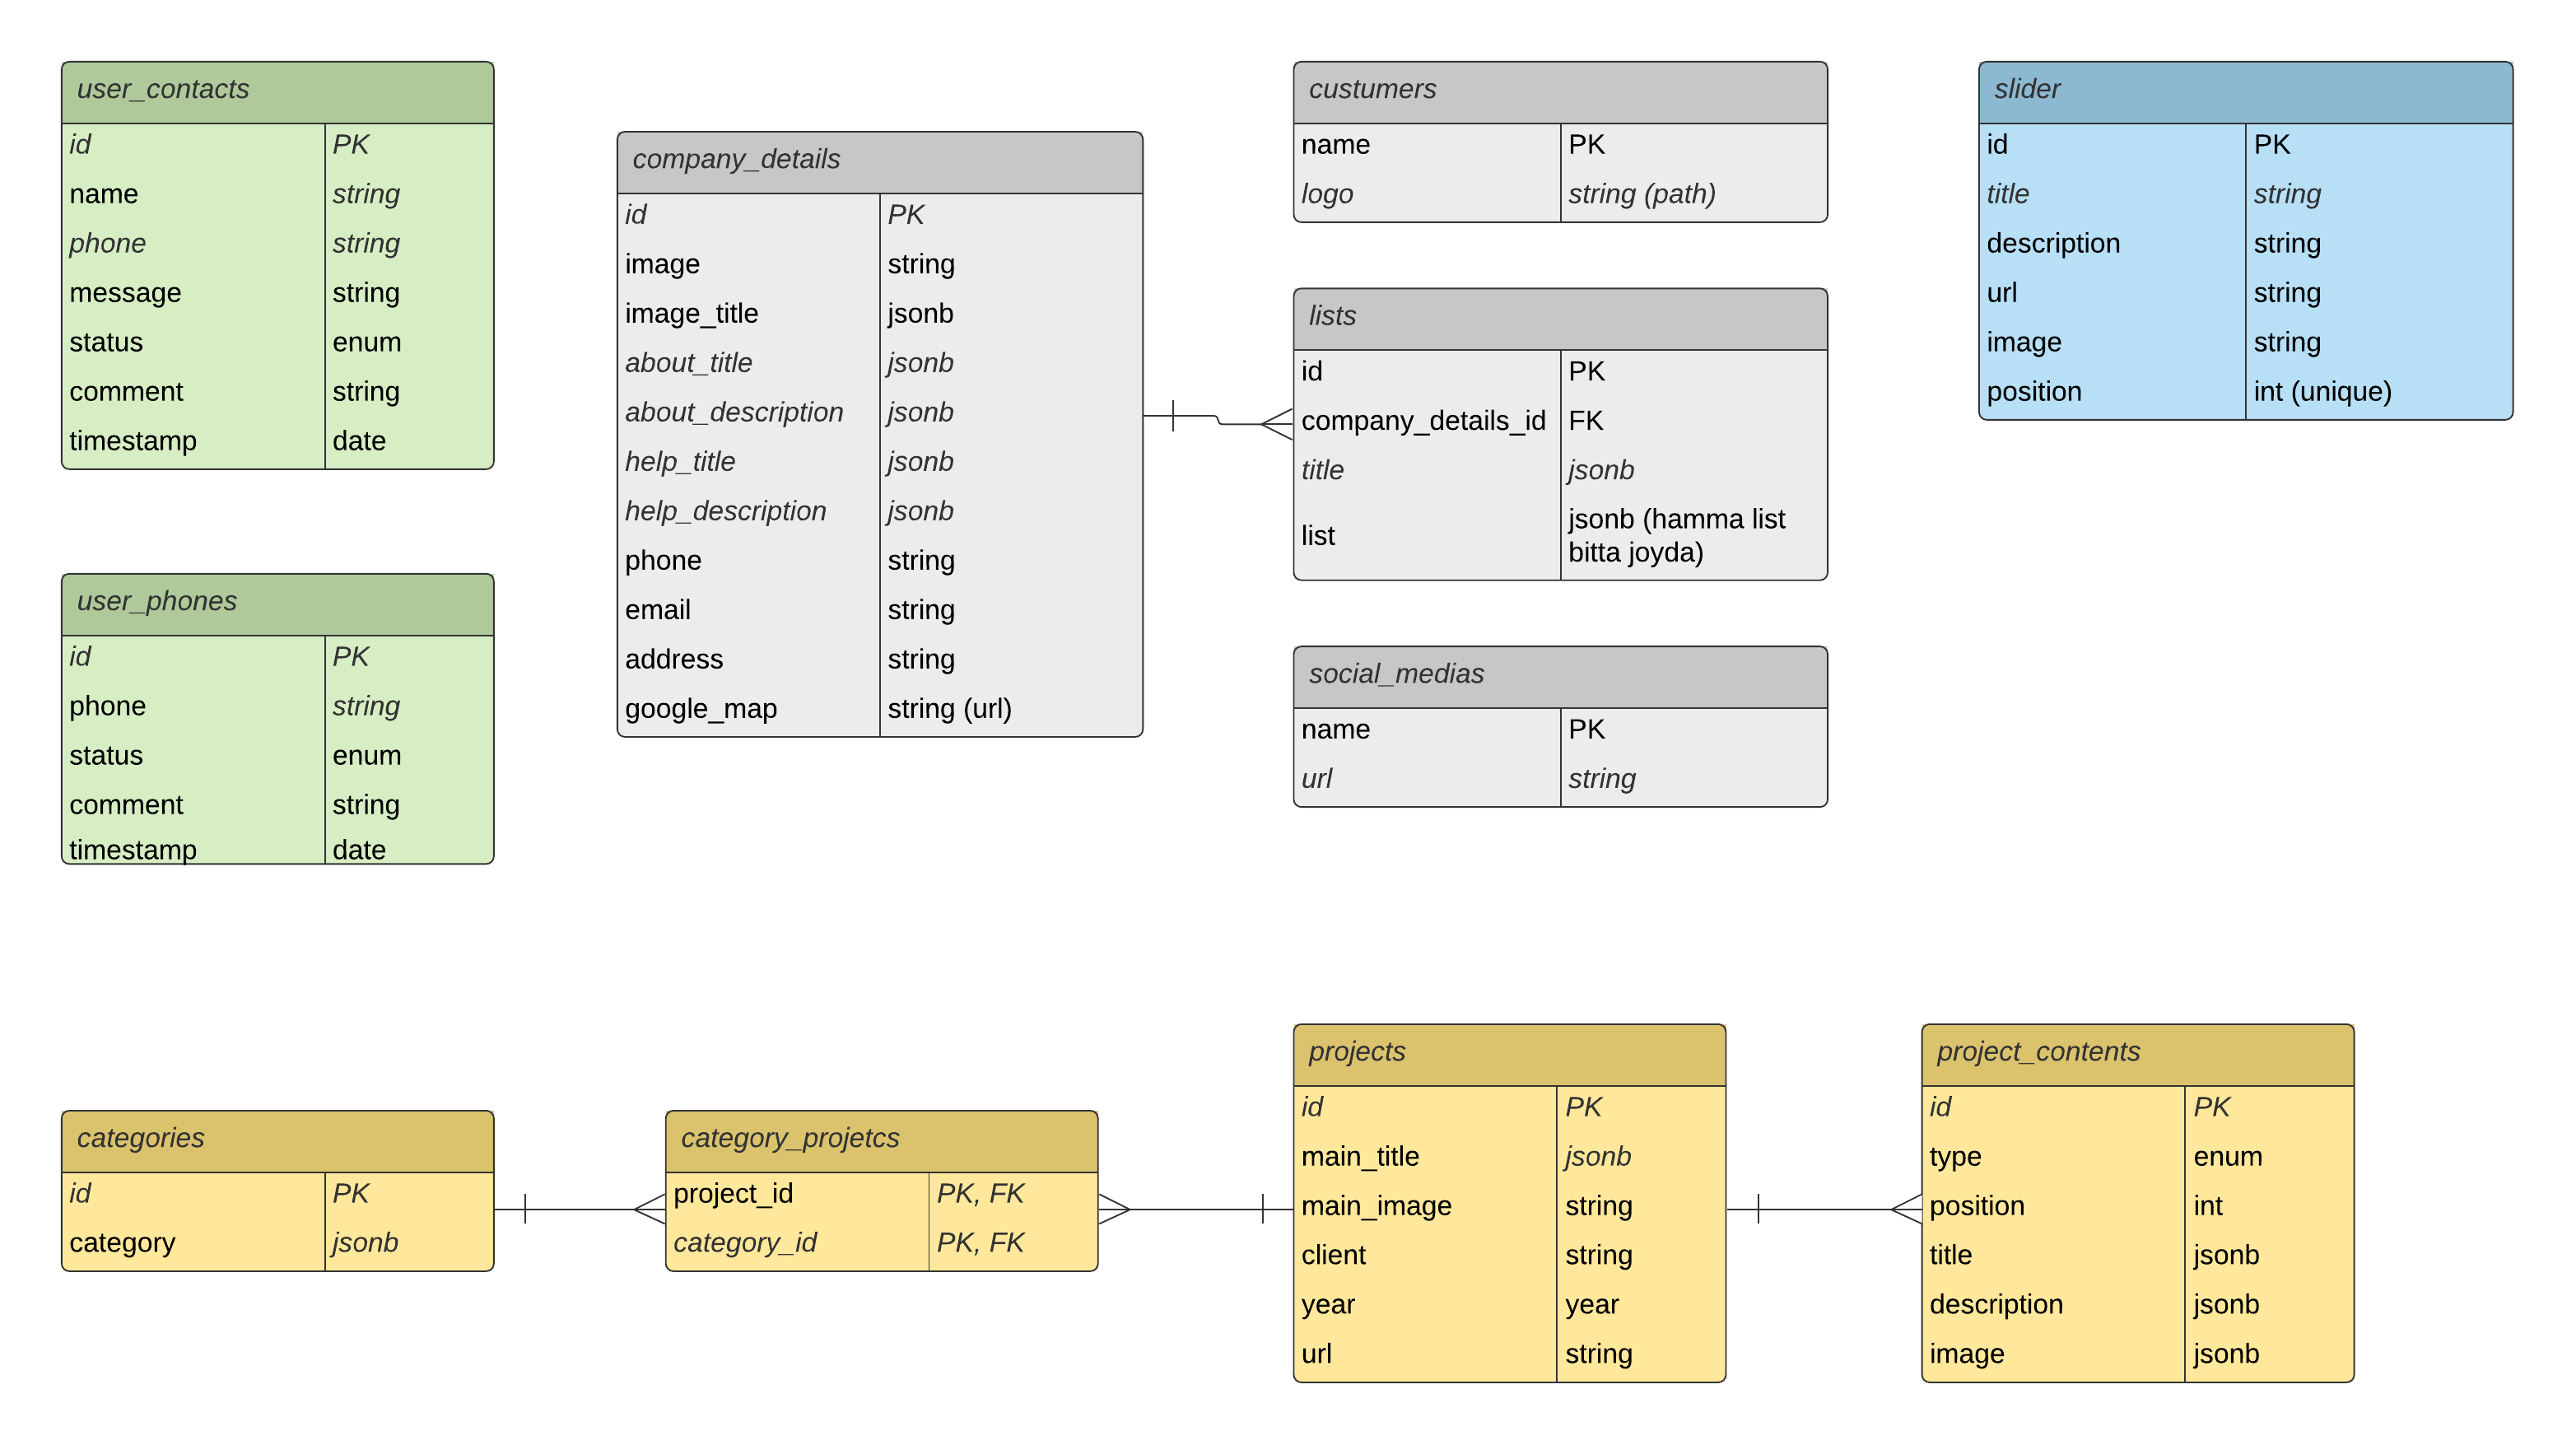 user_contacts
id PK
name string
phone string
message string
status enum
comment string
timestamp date
user_phones
id PK
phone string
status enum
comment string
timestamp date
company_details
id PK
image string
image_title jsonb
about_title jsonb
about_description jsonb
help_title jsonb
help_description jsonb
phone string
email string
address string
google_map string (url)
custumers
name PK
logo string (path)
lists
id PK
company_details_id FK
title jsonb
list jsonb (hamma list
bitta joyda)
social_medias
name PK
url string
slider
id PK
title string
description string
url string
image string
position int (unique)
categories
id PK
category jsonb
category_projetcs
project_id PK, FK
category_id PK, FK
projects
id PK
main_title jsonb
main_image string
client string
year year
url string
project_contents
id PK
type enum
position int
title jsonb
description jsonb
image jsonb